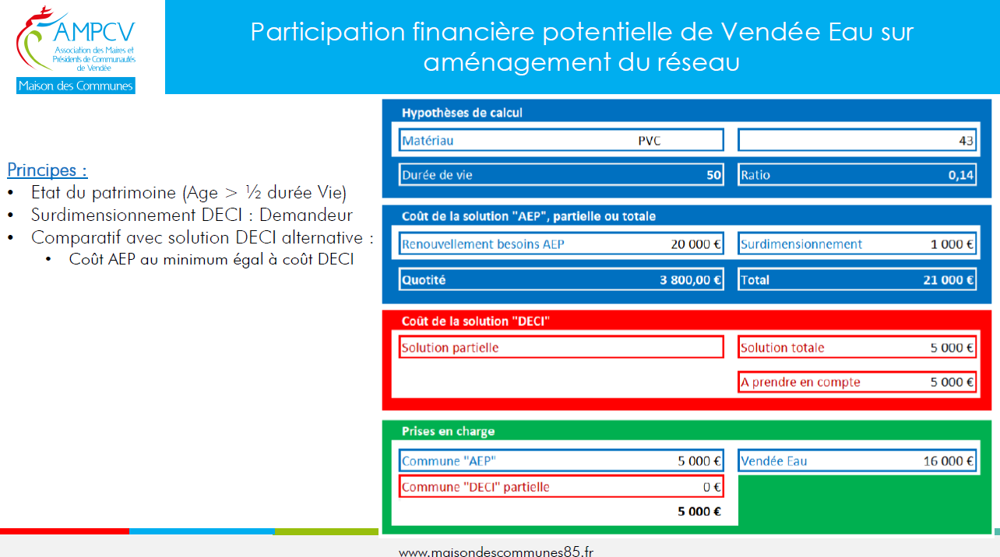 AMPCV
Association des Maires et
Présidents de Communautés
de Vendée
Maison des Communes
Participation financière potentielle de Vendée Eau sur
aménagement du réseau
Principes :
• Etat du patrimoine (Age > ½ durée Vie)
• Surdimensionnement DECI : Demandeur
• Comparatif avec solution DECI alternative :
• Coût AEP au minimum égal à coût DECI
Hypothèses de calcul
Matériau PVC 43
Durée de vie 50 Ratio 0,14
Coût de la solution "AEP", partielle ou totale
Renouvellement besoins AEP 20 000 € Surdimensionnement 1 000 €
Quotité 3 800,00 € Total 21 000 €
Coût de la solution "DECI"
Solution partielle Solution totale 5 000 €
A prendre en compte 5 000 €
Prises en charge
Commune "AEP" 5 000 € Vendée Eau 16 000 €
Commune "DECI" partielle 0 €
5 000 €
www.maisondescommunes85.fr